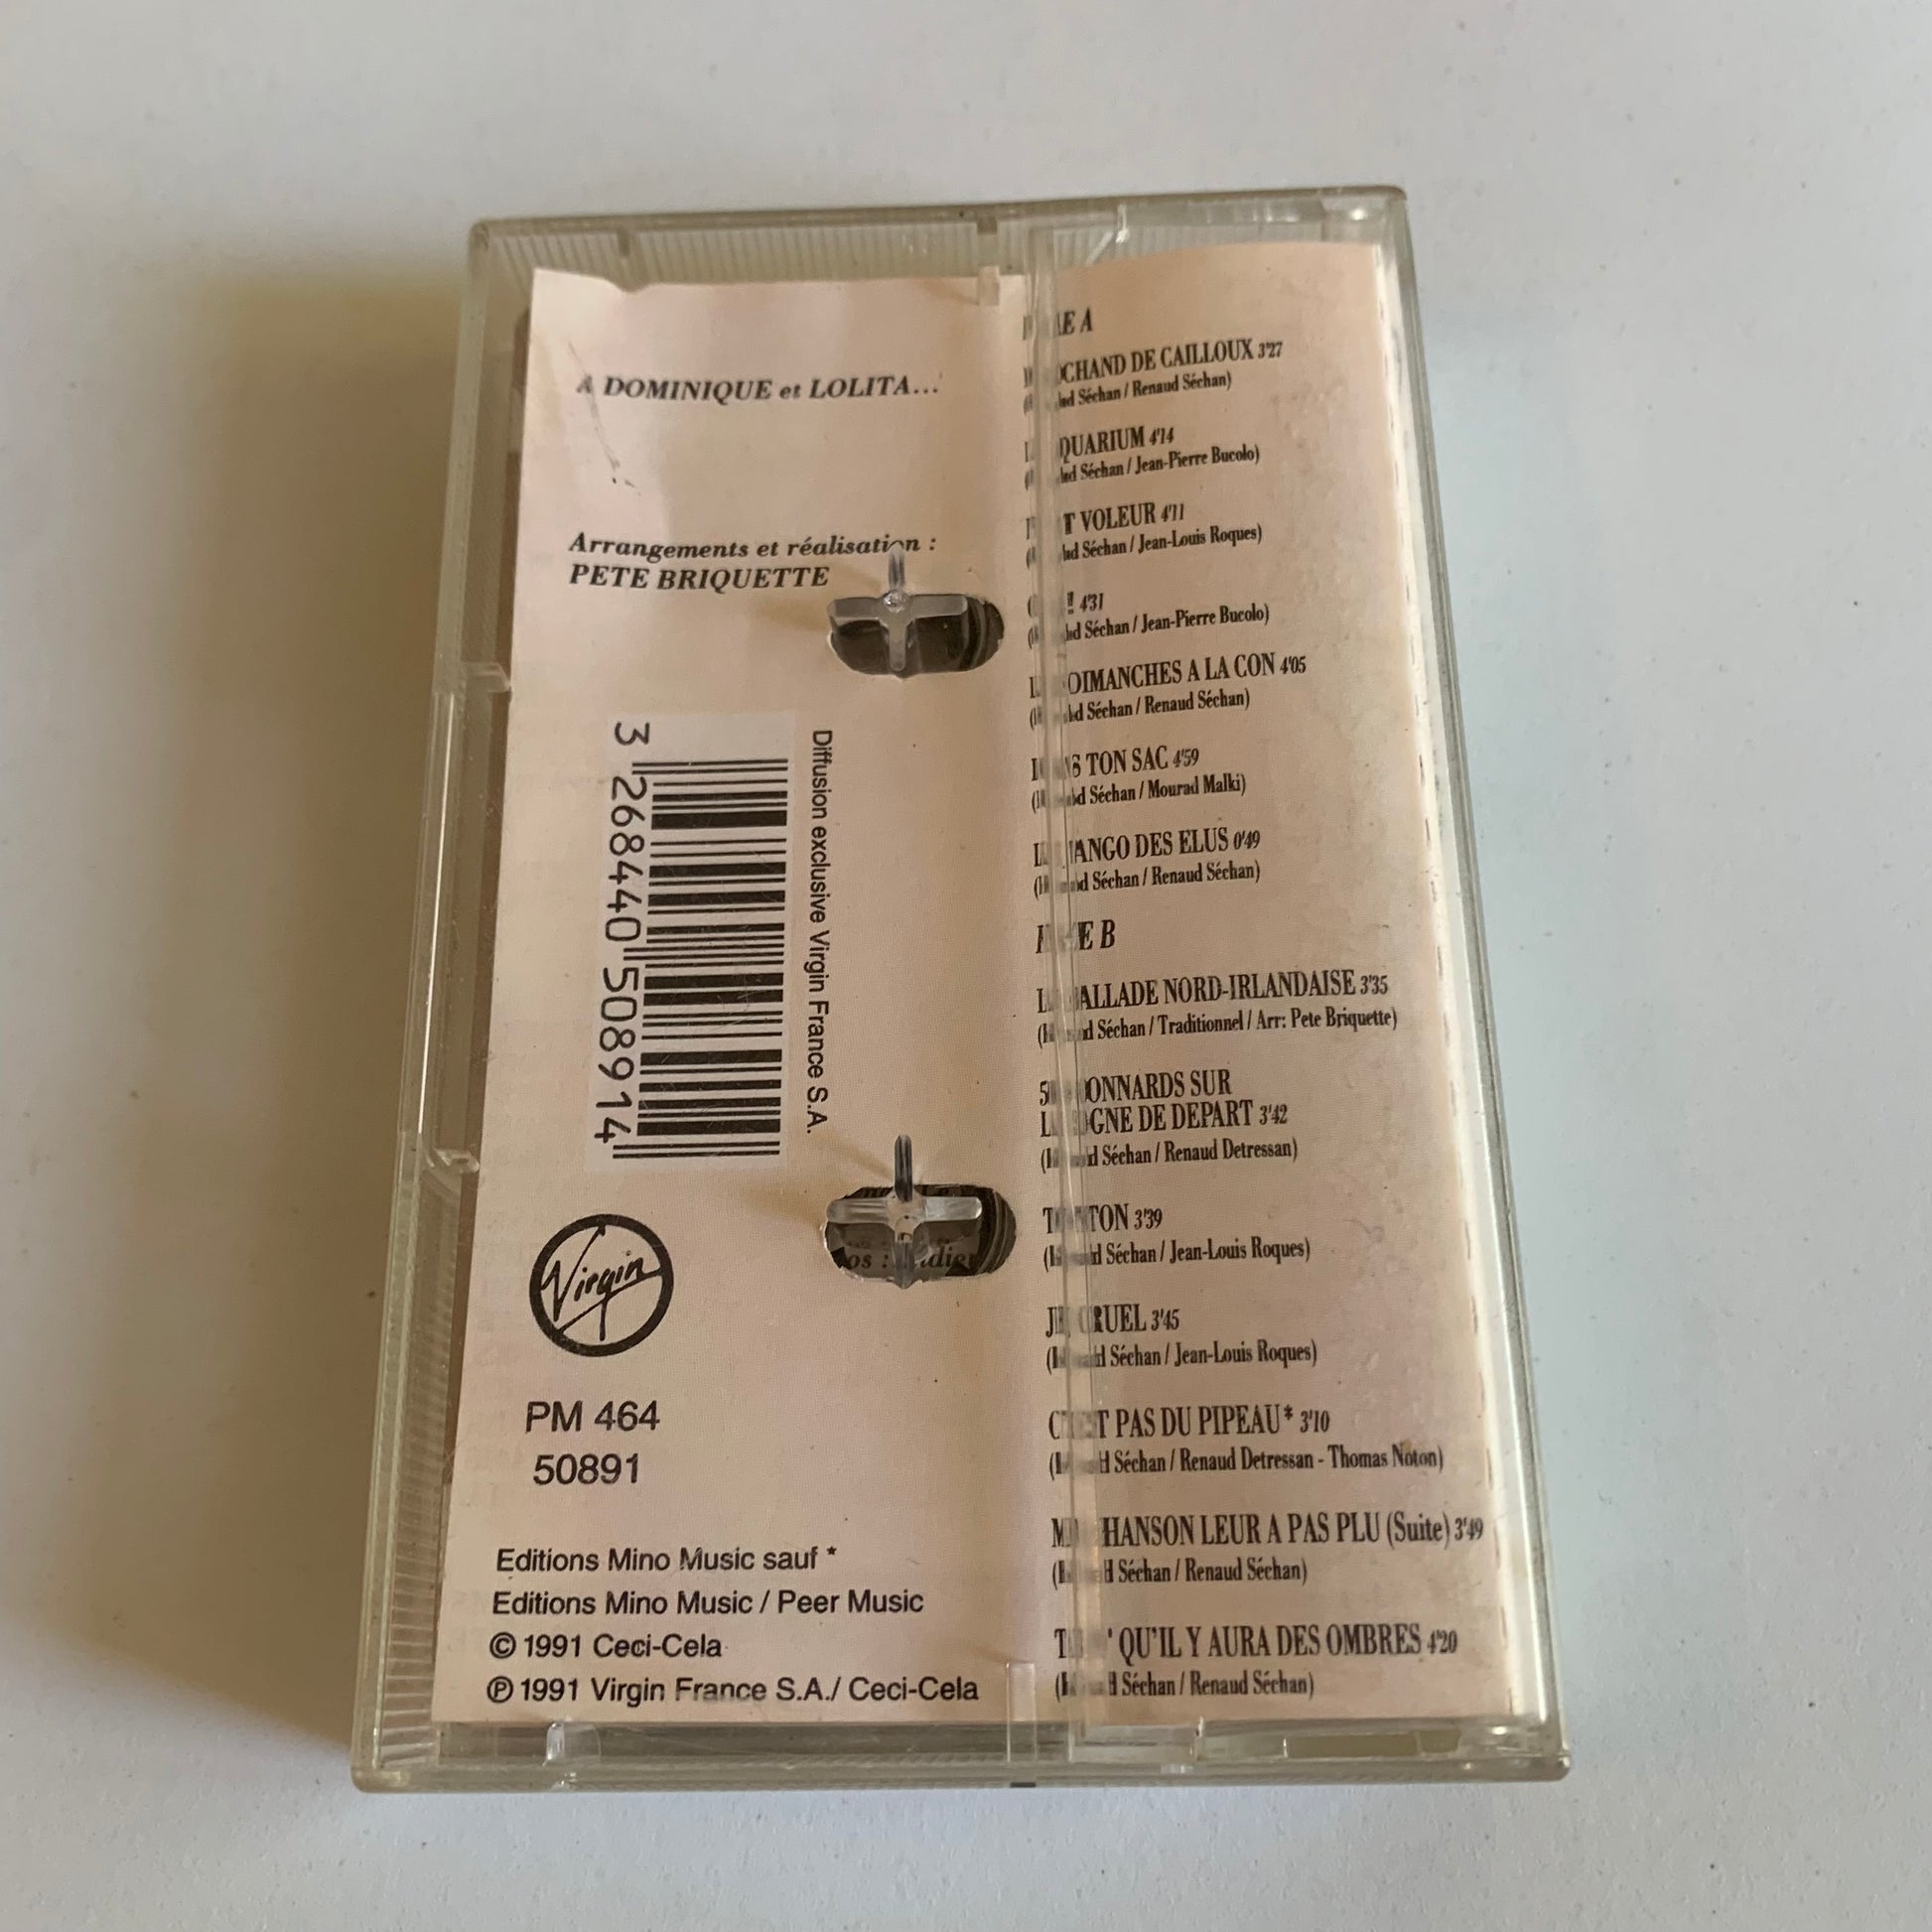 A DOMINIQUE et LOLITA...
Arrangements et réalisation :
PETE BRIQUETTE
Diffusion exclusive Virgin France S.A.
3 268440 508914
Virgin
PM 464
50891
Editions Mino Music sauf *
Editions Mino Music / Peer Music
© 1991 Ceci-Cela
℗ 1991 Virgin France S.A./ Ceci-Cela
A
DE CAILLOUX 3'27
Séchan / Renaud Séchan)
4'14
Séchan / Jean-Pierre Bucolo)
VOLEUR 4'11
Séchan / Jean-Louis Roques)
4'31
Séchan / Jean-Pierre Bucolo)
DIMANCHES A LA CON 4'05
Séchan / Renaud Séchan)
TON SAC 4'59
Séchan / Mourad Malki)
TANGO DES ELUS 0'49
Séchan / Renaud Séchan)
B
BALLADE NORD-IRLANDAISE 3'35
Séchan / Traditionnel / Arr: Pete Briquette)
SUR
DE DEPART 3'42
Séchan / Renaud Detressan)
TONTON 3'39
Séchan / Jean-Louis Roques)
CRUEL 3'45
Séchan / Jean-Louis Roques)
C'EST PAS DU PIPEAU* 3'10
Séchan / Renaud Detressan - Thomas Noton)
CHANSON LEUR A PAS PLU (Suite) 3'49
Séchan / Renaud Séchan)
QU'IL Y AURA DES OMBRES 4'20
Séchan / Renaud Séchan)